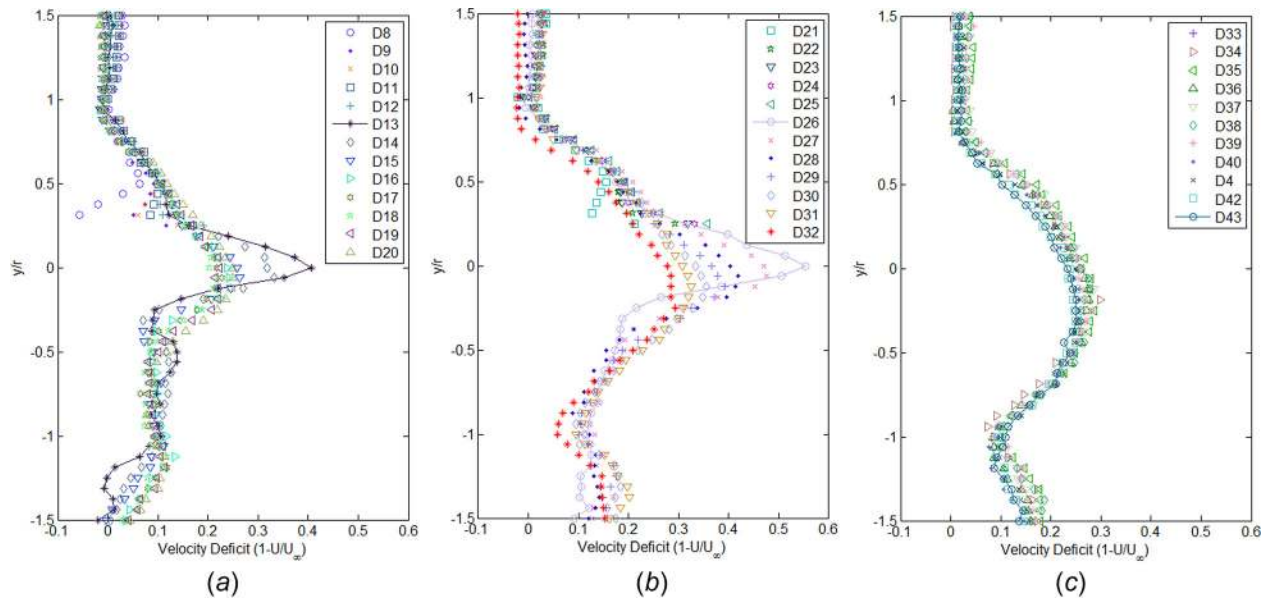 1.5
1
0.5
0
-0.5
-1
-1.5
y/r
-0.1 0 0.1 0.2 0.3 0.4 0.5 0.6
Velocity Deficit (1-U/U∞)
D8
D9
D10
D11
D12
D13
D14
D15
D16
D17
D18
D19
D20
(a)
1.5
1
0.5
0
-0.5
-1
-1.5
y/r
-0.1 0 0.1 0.2 0.3 0.4 0.5 0.6
Velocity Deficit (1-U/U∞)
D21
D22
D23
D24
D25
D26
D27
D28
D29
D30
D31
D32
(b)
1.5
1
0.5
0
-0.5
-1
-1.5
y/r
-0.1 0 0.1 0.2 0.3 0.4 0.5 0.6
Velocity Deficit (1-U/U∞)
D33
D34
D35
D36
D37
D38
D39
D40
D4
D42
D43
(c)